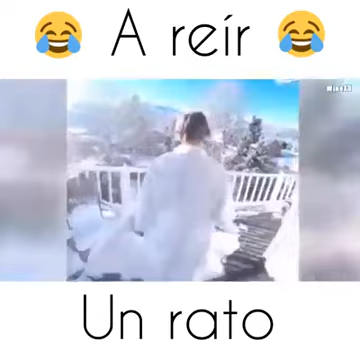 😂 A reír 😂
Un rato